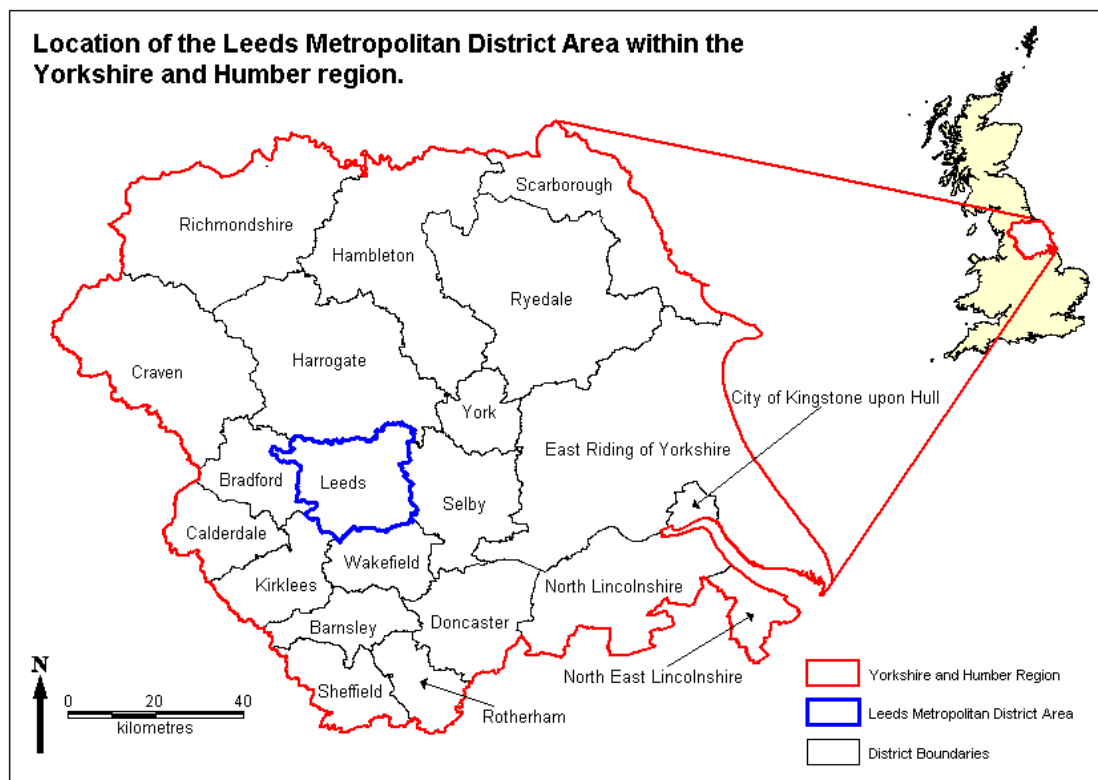 Location of the Leeds Metropolitan District Area within the
Yorkshire and Humber region.
Scarborough
Richmondshire
Hambleton
Ryedale
Harrogate
Craven
City of Kingstone upon Hull
York
East Riding of Yorkshire
Bradford
Leeds
Selby
Calderdale
Wakefield
Kirklees
North Lincolnshire
Doncaster
Barnsley
North East Lincolnshire
Sheffield
Rotherham
N
0 20 40
kilometres
Yorkshire and Humber Region
Leeds Metropolitan District Area
District Boundaries